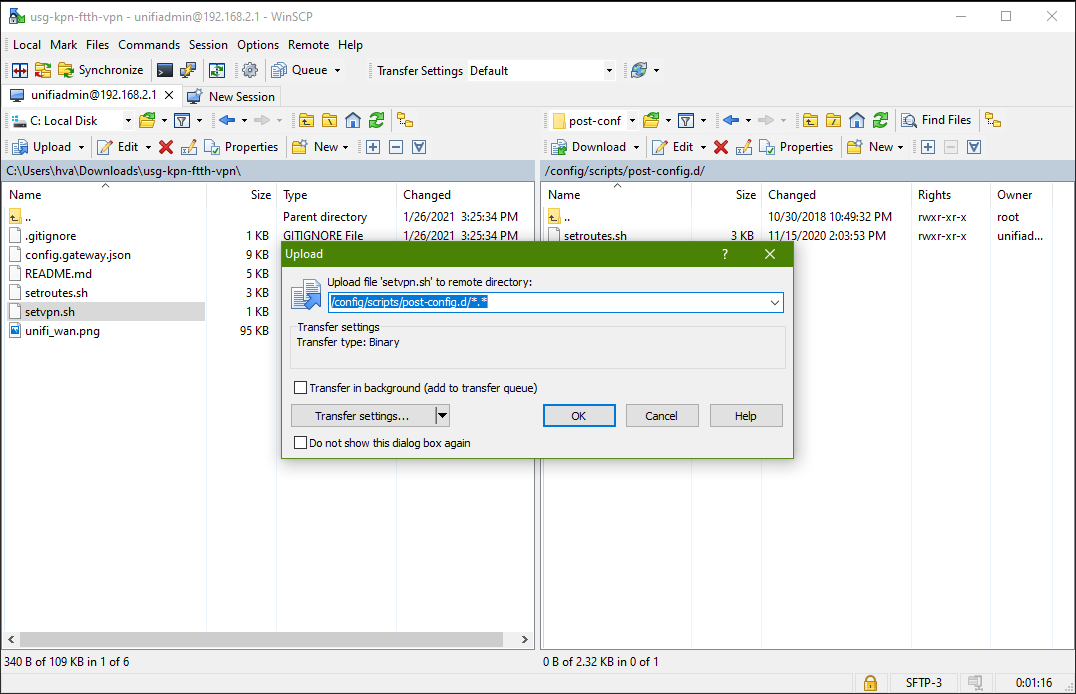 usg-kpn-ftth-vpn - unifiadmin@192.168.2.1 - WinSCP
Local Mark Files Commands Session Options Remote Help
Synchronize Queue Transfer Settings Default
unifiadmin@192.168.2.1 New Session
C: Local Disk post-conf Find Files
Upload Edit Properties New Download Edit Properties New
C:\Users\hva\Downloads\usg-kpn-ftth-vpn\ /config/scripts/post-config.d/
Name Size Type Changed Name Size Changed Rights Owner
.. Parent directory 1/26/2021 3:25:34 PM .. 10/30/2018 10:49:32 PM rwxr-xr-x root
.gitignore 1 KB GITIGNORE File 1/26/2021 3:25:34 PM setroutes.sh 3 KB 11/15/2020 2:03:53 PM rwxr-xr-x unifiad...
config.gateway.json 9 KB
README.md 5 KB
setroutes.sh 3 KB
setvpn.sh 1 KB
unifi_wan.png 95 KB
Upload ?
Upload file 'setvpn.sh' to remote directory:
/config/scripts/post-config.d/*.*
Transfer settings
Transfer type: Binary
Transfer in background (add to transfer queue)
Transfer settings... OK Cancel Help
Do not show this dialog box again
340 B of 109 KB in 1 of 6 0 B of 2.32 KB in 0 of 1
SFTP-3 0:01:16